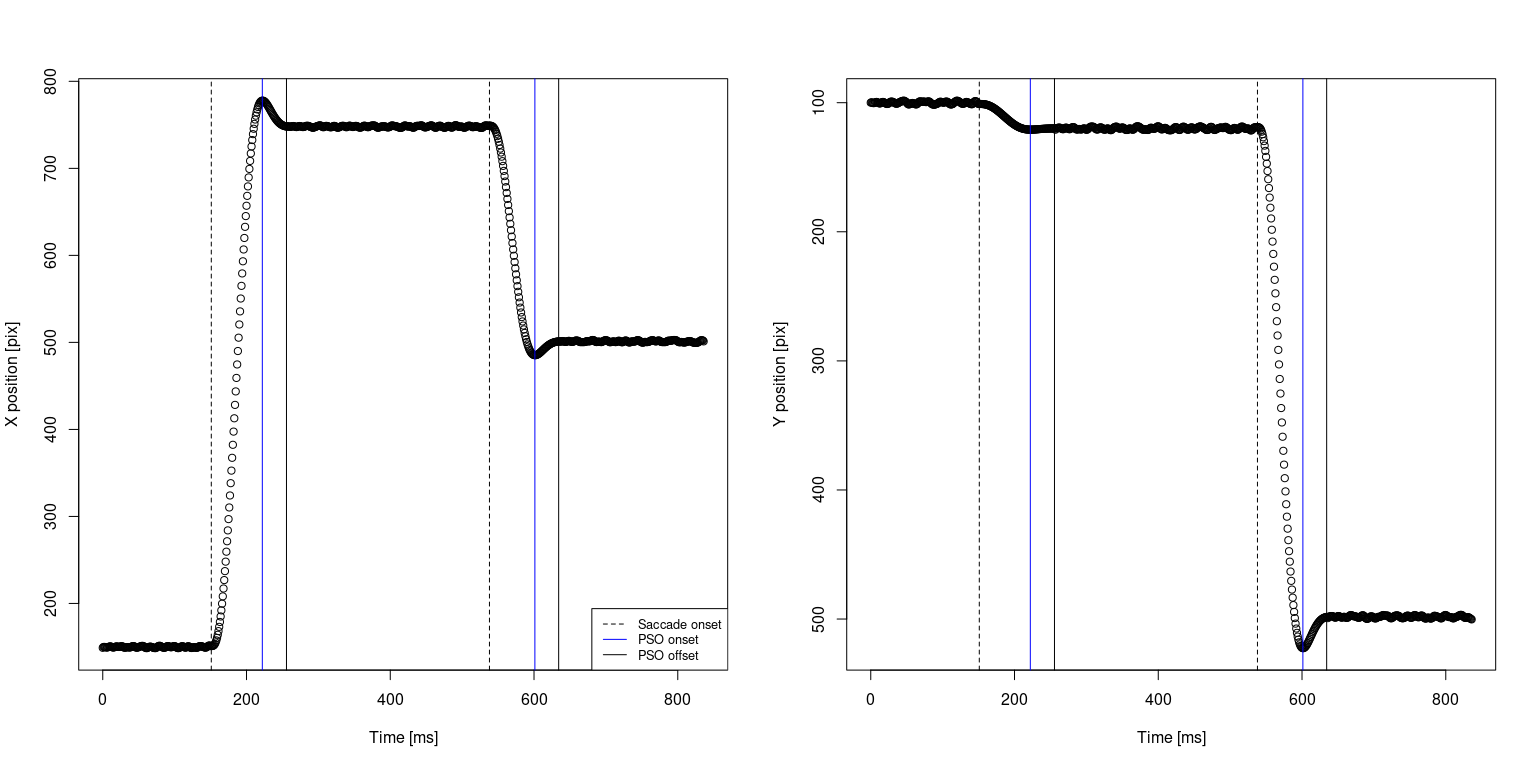 X position [pix]
800
700
600
500
400
300
200
0 200 400 600 800
Time [ms]
Saccade onset
PSO onset
PSO offset
Y position [pix]
100
200
300
400
500
0 200 400 600 800
Time [ms]